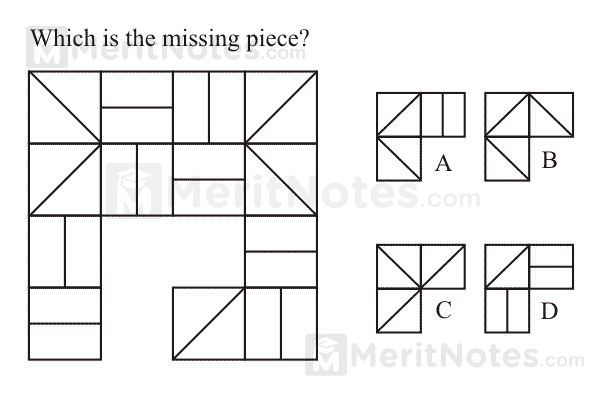 Which is the missing piece?
MeritNotes.com
MeritNotes.com
A
B
C
D
MeritNotes.com